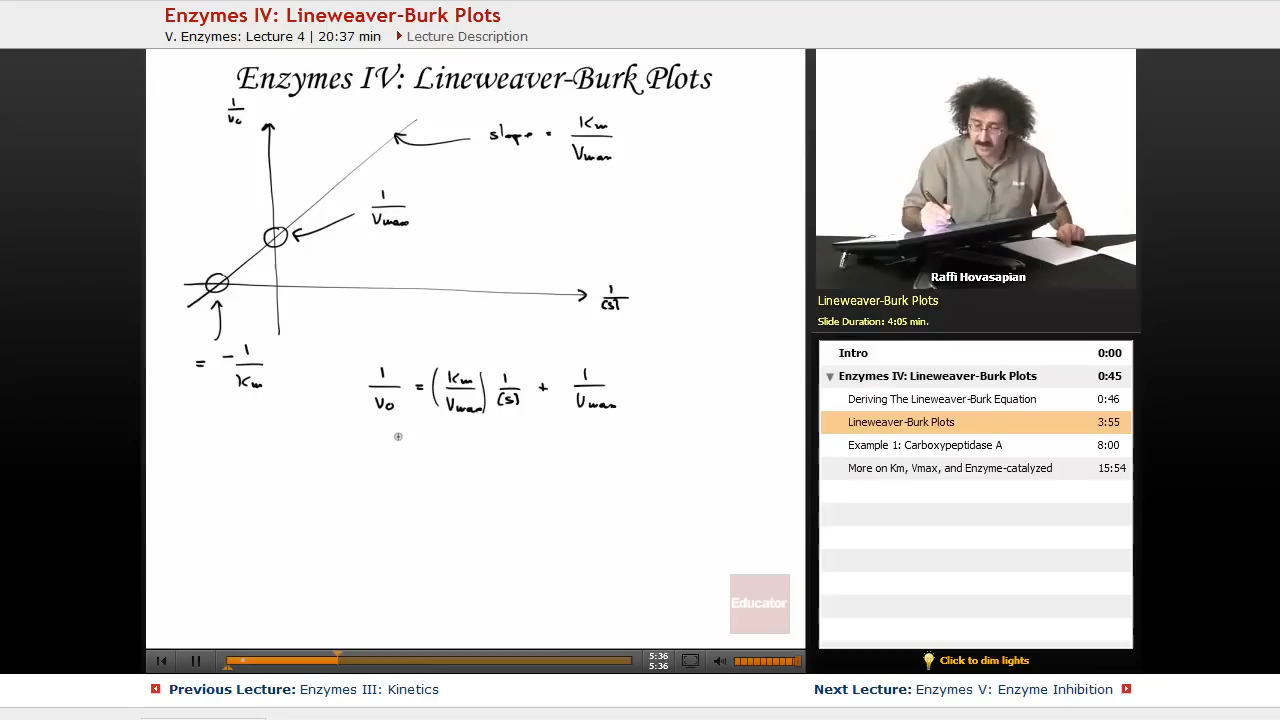 Enzymes IV: Lineweaver-Burk Plots
V. Enzymes: Lecture 4 | 20:37 min
Lecture Description
Enzymes IV: Lineweaver-Burk Plots
1/v₀
slope = Km/Vmax
1/Vmax
1/[S]
= -1/Km
1/v₀ = (Km/Vmax) 1/[S] + 1/Vmax
Educator
Raffi Hovasapian
Lineweaver-Burk Plots
Slide Duration: 4:05 min.
Intro 0:00
Enzymes IV: Lineweaver-Burk Plots 0:45
Deriving The Lineweaver-Burk Equation 0:46
Lineweaver-Burk Plots 3:55
Example 1: Carboxypeptidase A 8:00
More on Km, Vmax, and Enzyme-catalyzed 15:54
5:36
5:36
Click to dim lights
Previous Lecture: Enzymes III: Kinetics
Next Lecture: Enzymes V: Enzyme Inhibition